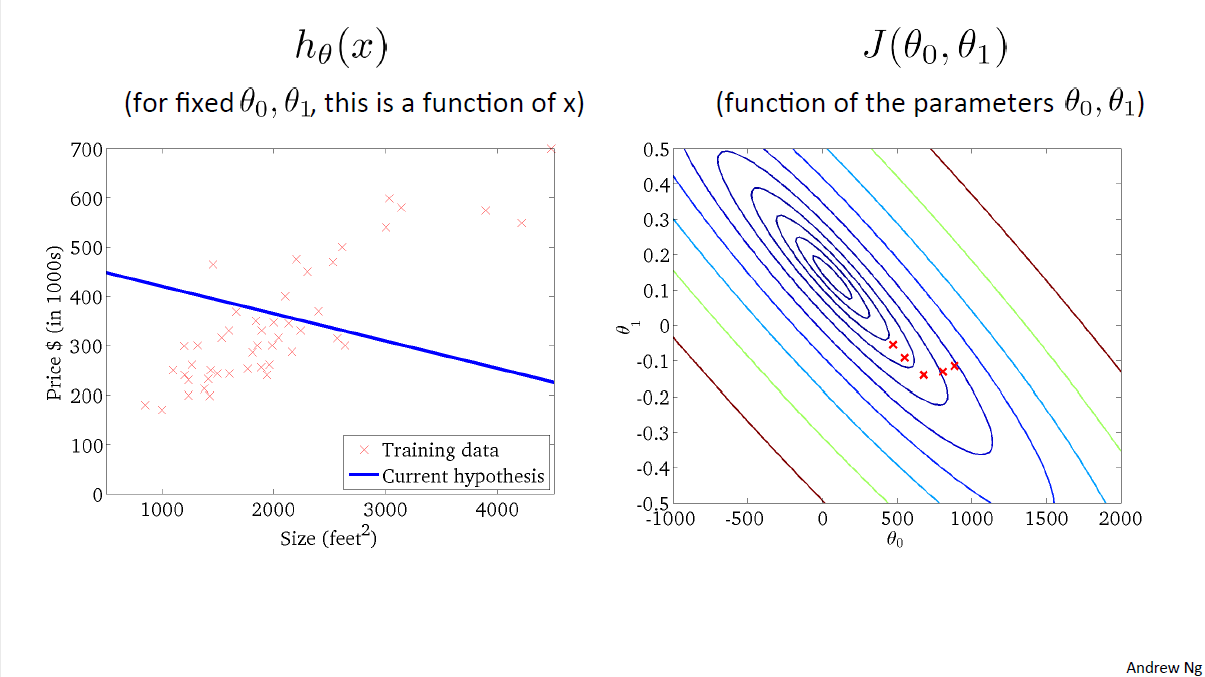 hθ(x)
(for fixed θ0, θ1, this is a function of x)
700
600
500
400
300
200
100
0
Price $ (in 1000s)
1000 2000 3000 4000
Size (feet²)
Training data
Current hypothesis
J(θ0, θ1)
(function of the parameters θ0, θ1)
0.5
0.4
0.3
0.2
0.1
0
-0.1
-0.2
-0.3
-0.4
-0.5
θ1
-1000 -500 0 500 1000 1500 2000
θ0
Andrew Ng